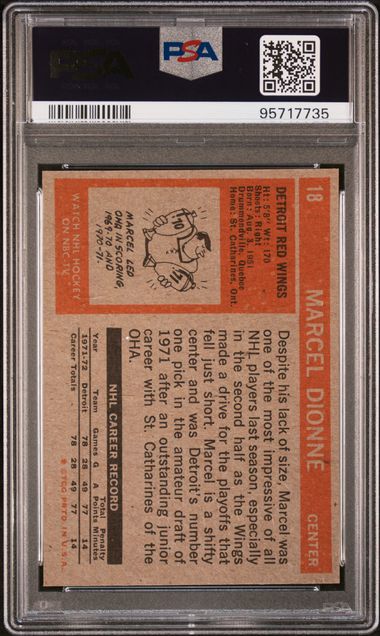 PSA
PSA
95717735
18 MARCEL DIONNE CENTER
DETROIT RED WINGS
Ht: 5'8" Wt: 170
Shoots: Right
Born: Aug. 3, 1951
Drummondville, Quebec
Home: St. Catharines, Ont.
MARCEL LED
OHA IN SCORING,
1969-70 AND
1970-71.
WATCH NHL HOCKEY
ON NBC-TV
Despite his lack of size, Marcel was
one of the most impressive of all
NHL players last season, especially
in the second half as the Wings
made a drive for the playoffs that
fell just short. Marcel is a shifty
center and was Detroit's number
one pick in the amateur draft of
1971 after an outstanding junior
career with St. Catharines of the
OHA.
NHL CAREER RECORD
Year Team Games G A Total Points Penalty Minutes
1971-72 Detroit 78 28 49 77 14
Career Totals 78 28 49 77 14
© TCG PRTD IN U.S.A.